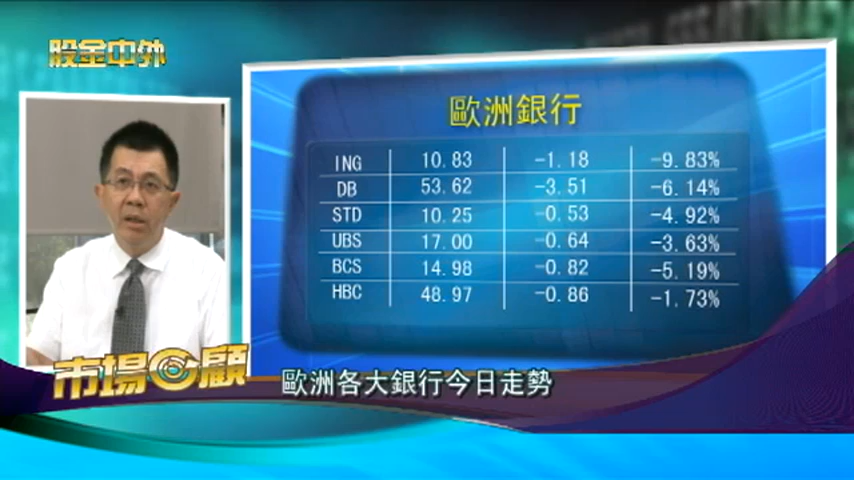 股金中外
歐洲銀行
ING 10.83 -1.18 -9.83%
DB 53.62 -3.51 -6.14%
STD 10.25 -0.53 -4.92%
UBS 17.00 -0.64 -3.63%
BCS 14.98 -0.82 -5.19%
HBC 48.97 -0.86 -1.73%
市場回顧
歐洲各大銀行今日走勢